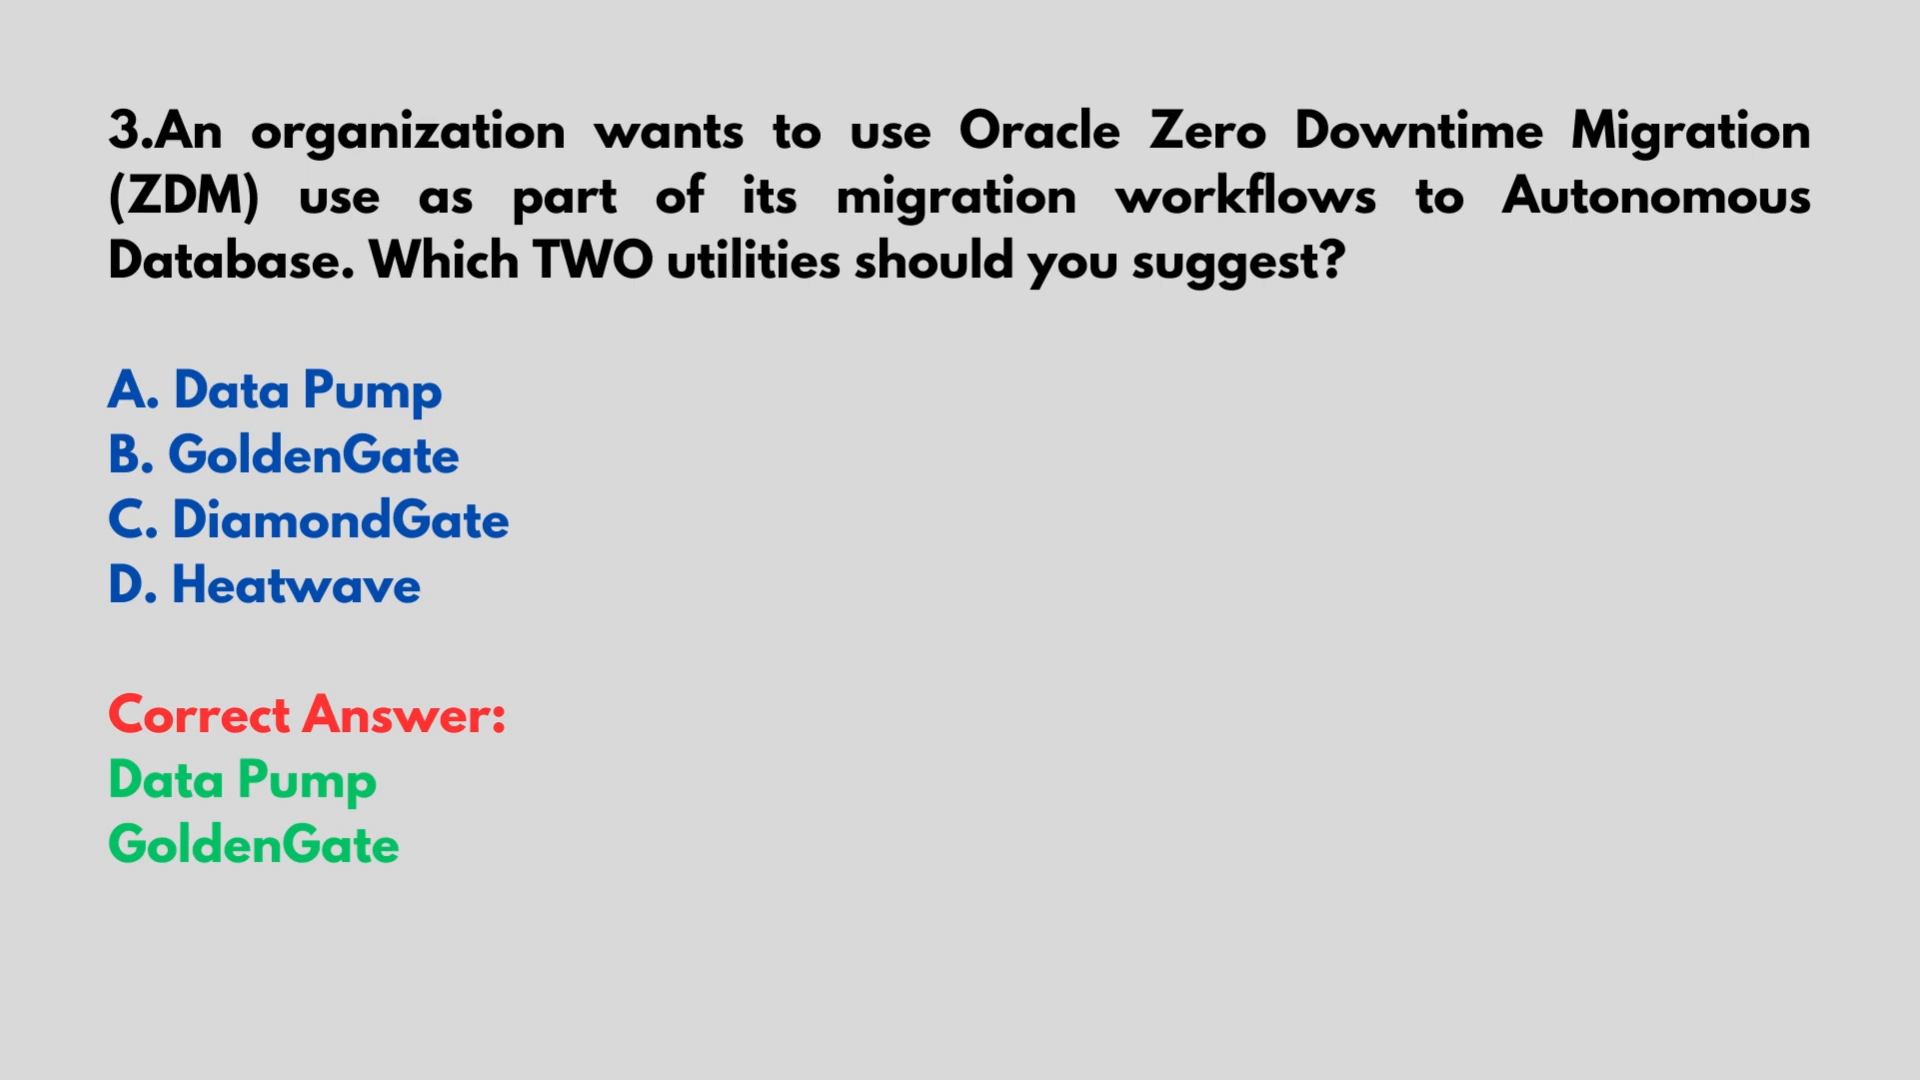 3.An organization wants to use Oracle Zero Downtime Migration
(ZDM) use as part of its migration workflows to Autonomous
Database. Which TWO utilities should you suggest?
A. Data Pump
B. GoldenGate
C. DiamondGate
D. Heatwave
Correct Answer:
Data Pump
GoldenGate